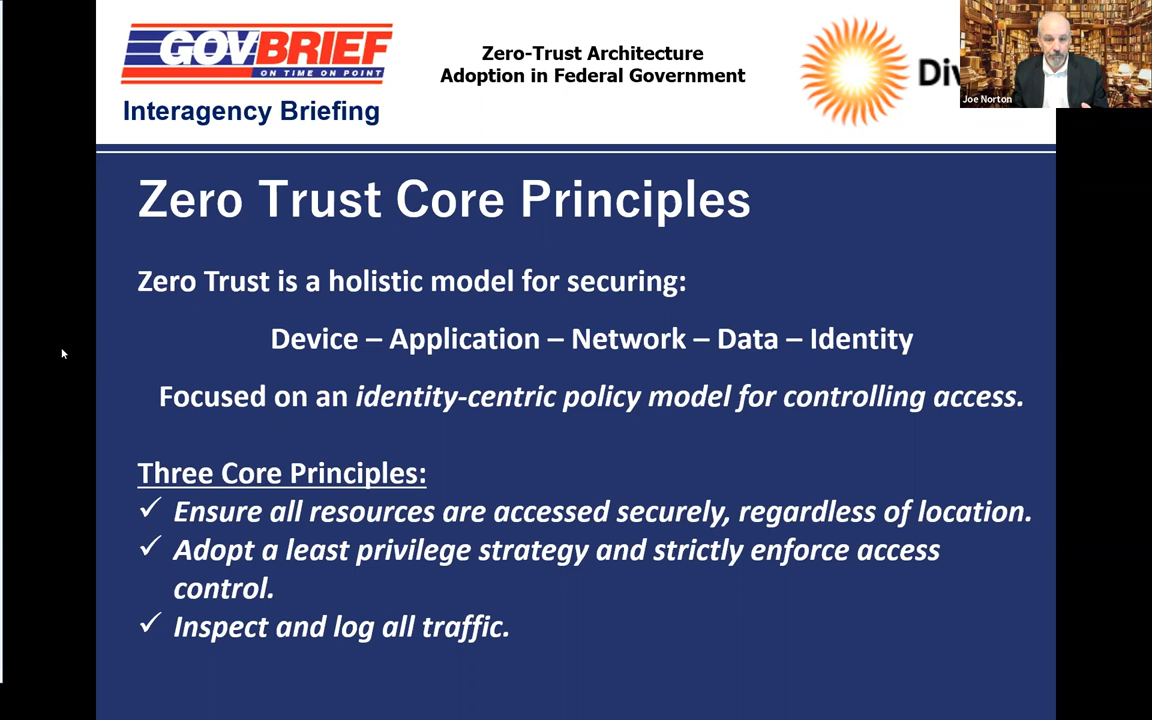 GOVBRIEF
ON TIME ON POINT
Interagency Briefing
Zero-Trust Architecture
Adoption in Federal Government
Joe Norton
Zero Trust Core Principles
Zero Trust is a holistic model for securing:
Device – Application – Network – Data – Identity
Focused on an identity-centric policy model for controlling access.
Three Core Principles:
✓ Ensure all resources are accessed securely, regardless of location.
✓ Adopt a least privilege strategy and strictly enforce access
control.
✓ Inspect and log all traffic.